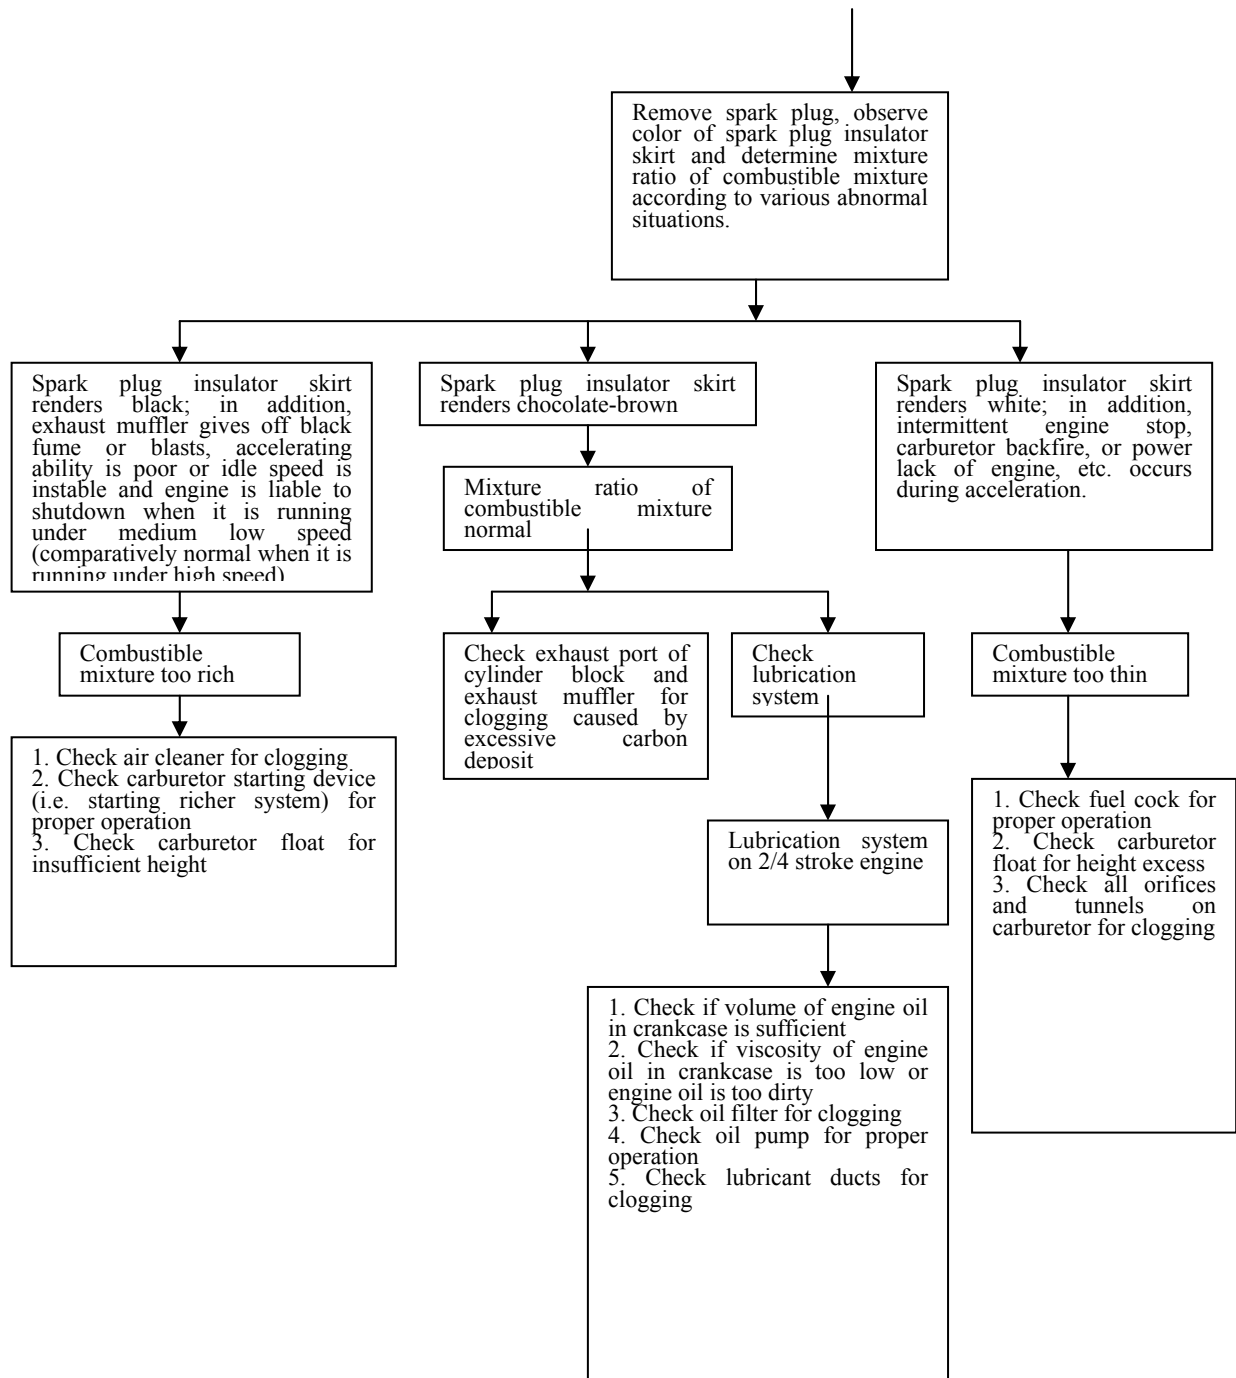 Remove spark plug, observe
color of spark plug insulator
skirt and determine mixture
ratio of combustible mixture
according to various abnormal
situations.
Spark plug insulator skirt
renders black; in addition,
exhaust muffler gives off black
fume or blasts, accelerating
ability is poor or idle speed is
instable and engine is liable to
shutdown when it is running
under medium low speed
(comparatively normal when it is
running under high speed)
Spark plug insulator skirt
renders chocolate-brown
Spark plug insulator skirt
renders white; in addition,
intermittent engine stop,
carburetor backfire, or power
lack of engine, etc. occurs
during acceleration.
Mixture ratio of
combustible mixture
normal
Combustible
mixture too rich
Check exhaust port of
cylinder block and
exhaust muffler for
clogging caused by
excessive carbon
deposit
Check
lubrication
system
Combustible
mixture too thin
1. Check air cleaner for clogging
2. Check carburetor starting device
(i.e. starting richer system) for
proper operation
3. Check carburetor float for
insufficient height
Lubrication system
on 2/4 stroke engine
1. Check fuel cock for
proper operation
2. Check carburetor
float for height excess
3. Check all orifices
and tunnels on
carburetor for clogging
1. Check if volume of engine oil
in crankcase is sufficient
2. Check if viscosity of engine
oil in crankcase is too low or
engine oil is too dirty
3. Check oil filter for clogging
4. Check oil pump for proper
operation
5. Check lubricant ducts for
clogging